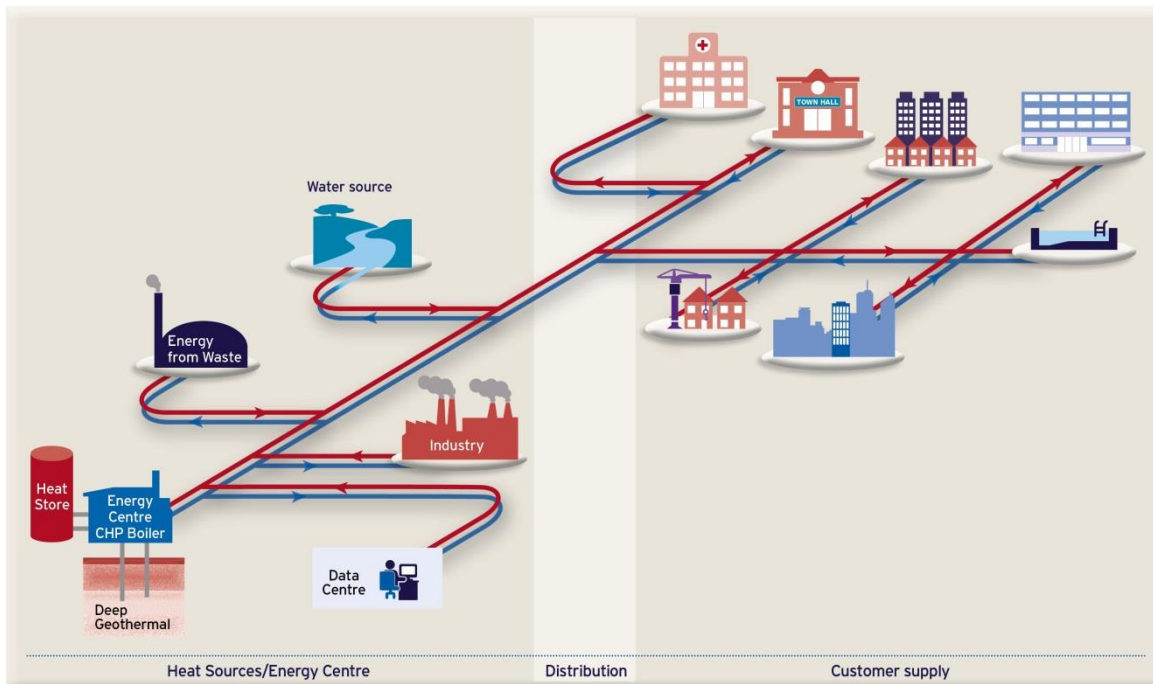 TOWN HALL
Water source
Energy
from Waste
Industry
Heat
Store
Energy
Centre
CHP Boiler
Data
Centre
Deep
Geothermal
Heat Sources/Energy Centre
Distribution
Customer supply